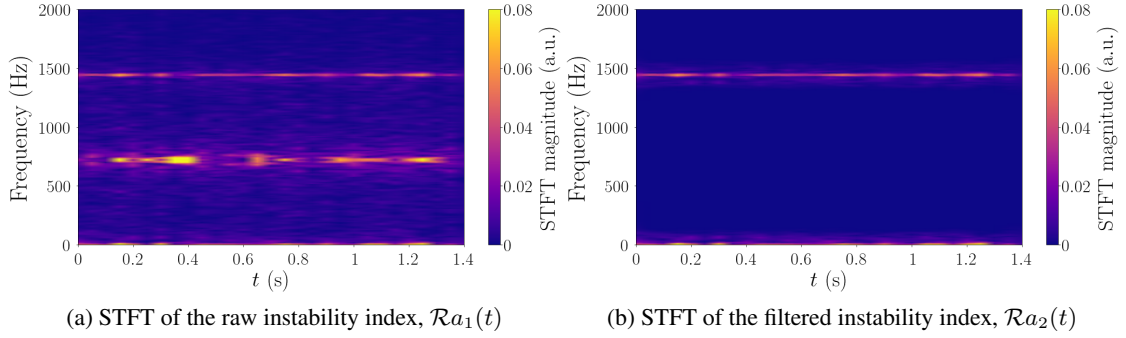 2000
1500
1000
500
0
Frequency (Hz)
0 0.2 0.4 0.6 0.8 1 1.2 1.4
t (s)
0.08
0.06
0.04
0.02
0
STFT magnitude (a.u.)
(a) STFT of the raw instability index, ℛa₁(t)
2000
1500
1000
500
0
Frequency (Hz)
0 0.2 0.4 0.6 0.8 1 1.2 1.4
t (s)
0.08
0.06
0.04
0.02
0
STFT magnitude (a.u.)
(b) STFT of the filtered instability index, ℛa₂(t)